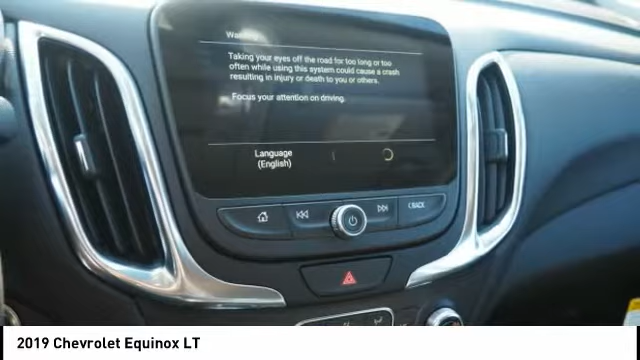 Warning
Taking your eyes off the road for too long or too
often while using this system could cause a crash
resulting in injury or death to you or others.
Focus your attention on driving.
Language
(English)
2019 Chevrolet Equinox LT